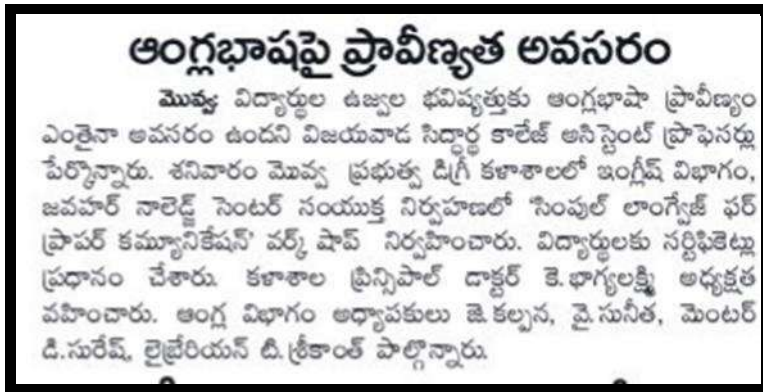 ఆంగ్లభాషపై ప్రావీణ్యత అవసరం
మొవ్వ: విద్యార్థుల ఉజ్వల భవిష్యత్తుకు ఆంగ్లభాషా ప్రావీణ్యం
ఎంతైనా అవసరం ఉందని విజయవాడ సిద్ధార్థ కాలేజ్ అసిస్టెంట్ ప్రొఫెసర్లు
పేర్కొన్నారు. శనివారం మొవ్వ ప్రభుత్వ డిగ్రీ కళాశాలలో ఇంగ్లీష్ విభాగం,
జవహర్ నాలెడ్జ్ సెంటర్ సంయుక్త నిర్వహణలో 'సింపుల్ లాంగ్వేజ్ ఫర్
ప్రాపర్ కమ్యూనికేషన్' వర్క్ షాప్ నిర్వహించారు. విద్యార్థులకు సర్టిఫికెట్లు
ప్రధానం చేశారు. కళాశాల ప్రిన్సిపాల్ డాక్టర్ కె.భాగ్యలక్ష్మి అధ్యక్షత
వహించారు. ఆంగ్ల విభాగం అధ్యాపకులు జె.కల్పన, వై.సునీత, మెంటర్
డి.సురేష్, లైబ్రేరియన్ టి.శ్రీకాంత్ పాల్గొన్నారు.